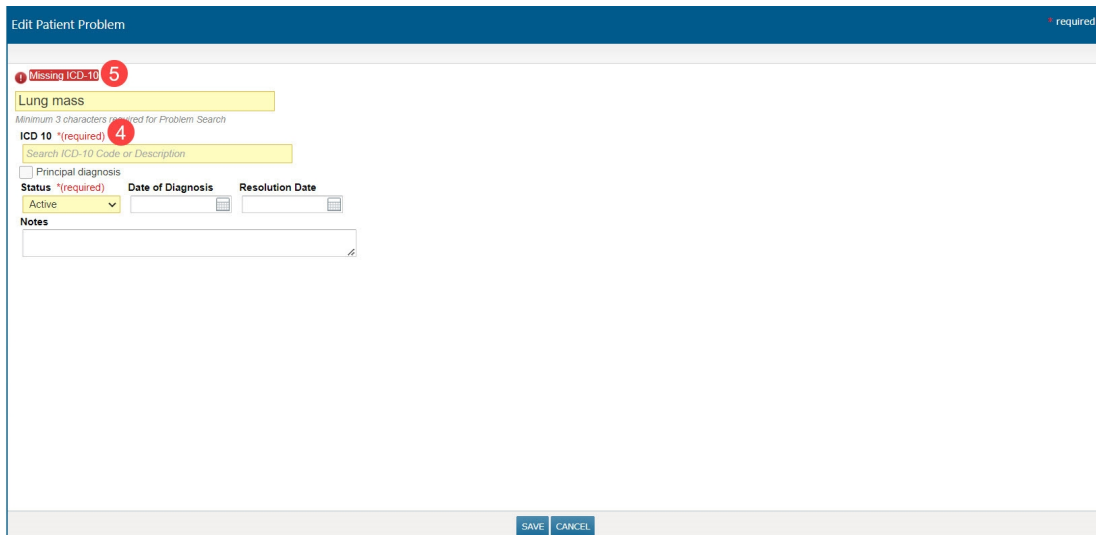 Edit Patient Problem
* required
Missing ICD-10 5
Lung mass
Minimum 3 characters required for Problem Search
ICD 10 *(required) 4
Search ICD-10 Code or Description
Principal diagnosis
Status *(required) Date of Diagnosis Resolution Date
Active
Notes
SAVE CANCEL